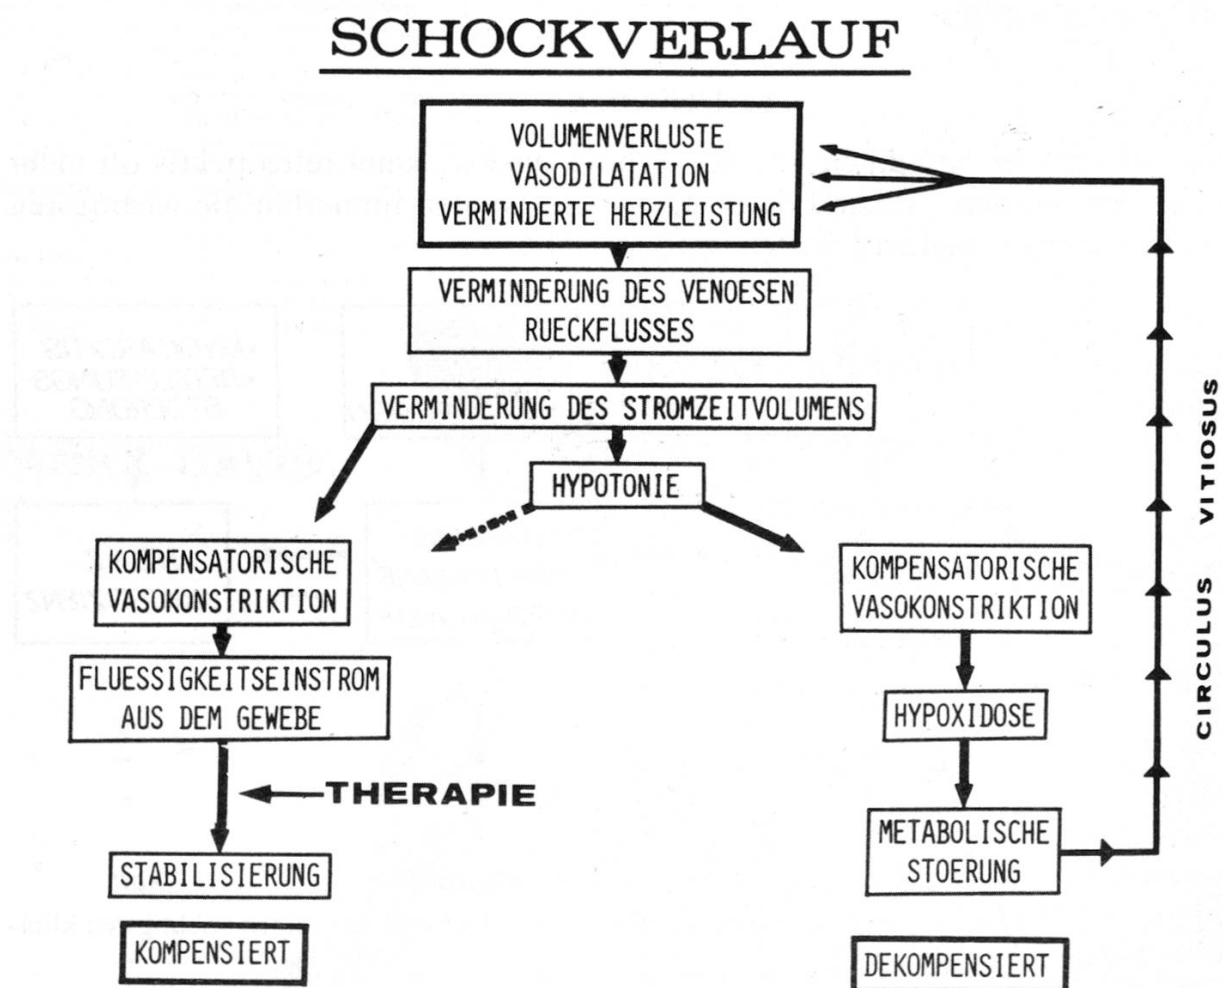 SCHOCKVERLAUF
VOLUMENVERLUSTE
VASODILATATION
VERMINDERTE HERZLEISTUNG
VERMINDERUNG DES VENOESEN
RUECKFLUSSES
VERMINDERUNG DES STROMZEITVOLUMENS
HYPOTONIE
KOMPENSATORISCHE
VASOKONSTRIKTION
FLUESSIGKEITSEINSTROM
AUS DEM GEWEBE
THERAPIE
STABILISIERUNG
KOMPENSIERT
KOMPENSATORISCHE
VASOKONSTRIKTION
HYPOXIDOSE
METABOLISCHE
STOERUNG
DEKOMPENSIERT
CIRCULUS VITIOSUS